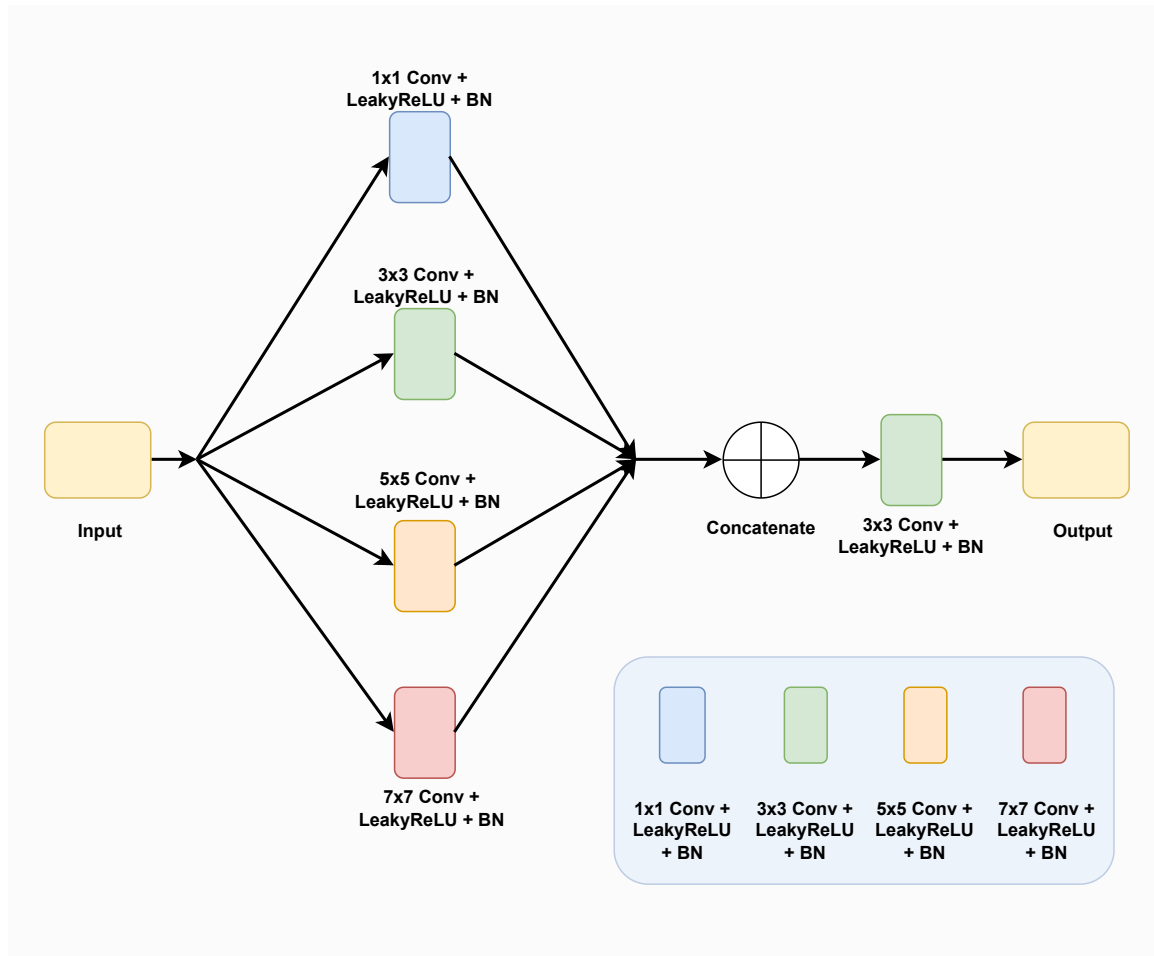 1x1 Conv +
LeakyReLU + BN
3x3 Conv +
LeakyReLU + BN
5x5 Conv +
LeakyReLU + BN
7x7 Conv +
LeakyReLU + BN
Input
Concatenate
3x3 Conv +
LeakyReLU + BN
Output
1x1 Conv +
LeakyReLU
+ BN
3x3 Conv +
LeakyReLU
+ BN
5x5 Conv +
LeakyReLU
+ BN
7x7 Conv +
LeakyReLU
+ BN